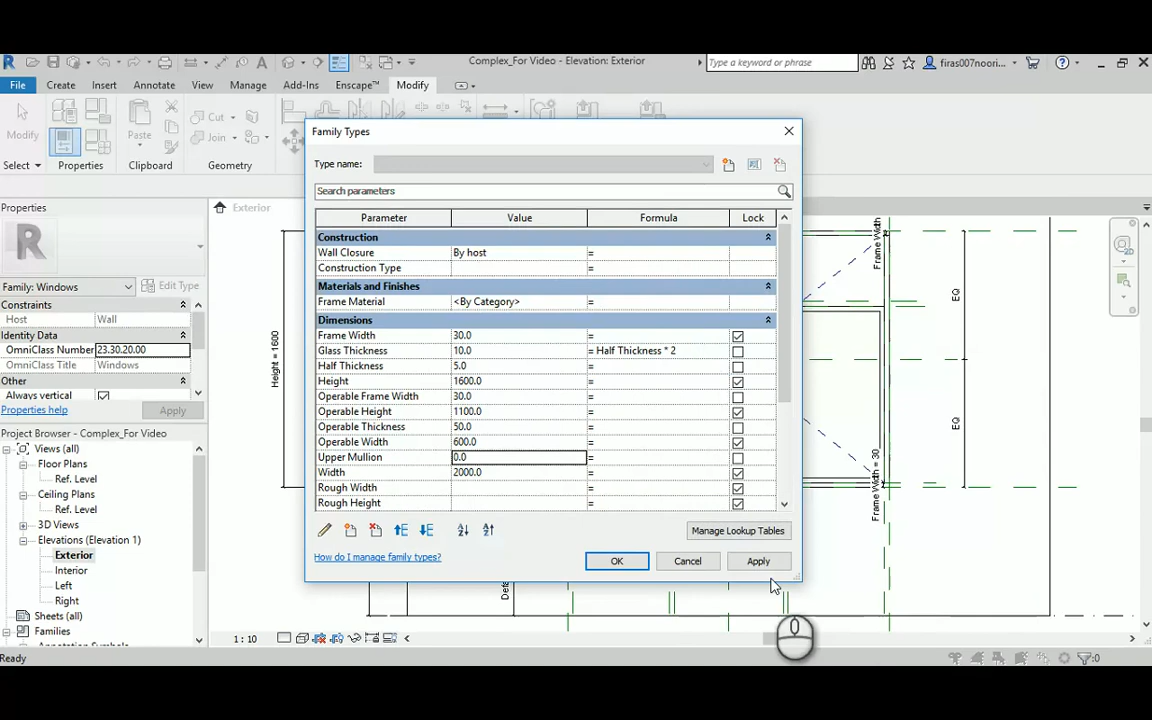 Complex_For Video - Elevation: Exterior
Type a keyword or phrase
firas007noori...
File Create Insert Annotate View Manage Add-Ins Enscape™ Modify
Modify
Paste
Cut
Join
Select Properties Clipboard Geometry
Properties
Exterior
Family: Windows
Edit Type
Constraints
Host Wall
Identity Data
OmniClass Number 23.30.20.00
OmniClass Title Windows
Other
Always vertical
Properties help
Apply
Project Browser - Complex_For Video
Views (all)
Floor Plans
Ref. Level
Ceiling Plans
Ref. Level
3D Views
Elevations (Elevation 1)
Exterior
Interior
Left
Right
Sheets (all)
Families
Annotation Symbols
Ready
Family Types
Type name:
Search parameters
Parameter Value Formula Lock
Construction
Wall Closure By host =
Construction Type =
Materials and Finishes
Frame Material <By Category> =
Dimensions
Frame Width 30.0 =
Glass Thickness 10.0 = Half Thickness * 2
Half Thickness 5.0 =
Height 1600.0 =
Operable Frame Width 30.0 =
Operable Height 1100.0 =
Operable Thickness 50.0 =
Operable Width 600.0 =
Upper Mullion 0.0 =
Width 2000.0 =
Rough Width =
Rough Height =
Manage Lookup Tables
How do I manage family types?
OK Cancel Apply
Height = 1600
Frame Width
EQ
EQ
Frame Width = 30
Defa
1 : 10
:0